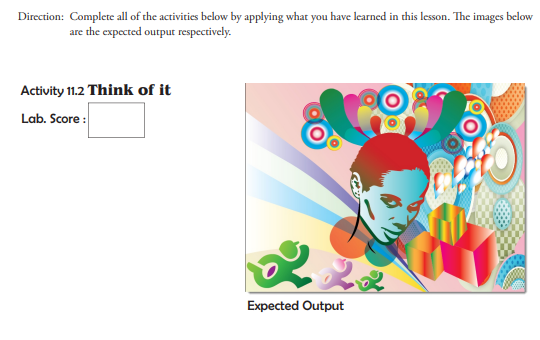 Direction: Complete all of the activities below by applying what you have learned in this lesson. The images below
are the expected output respectively.
Activity 11.2 Think of it
Lab. Score :
Expected Output